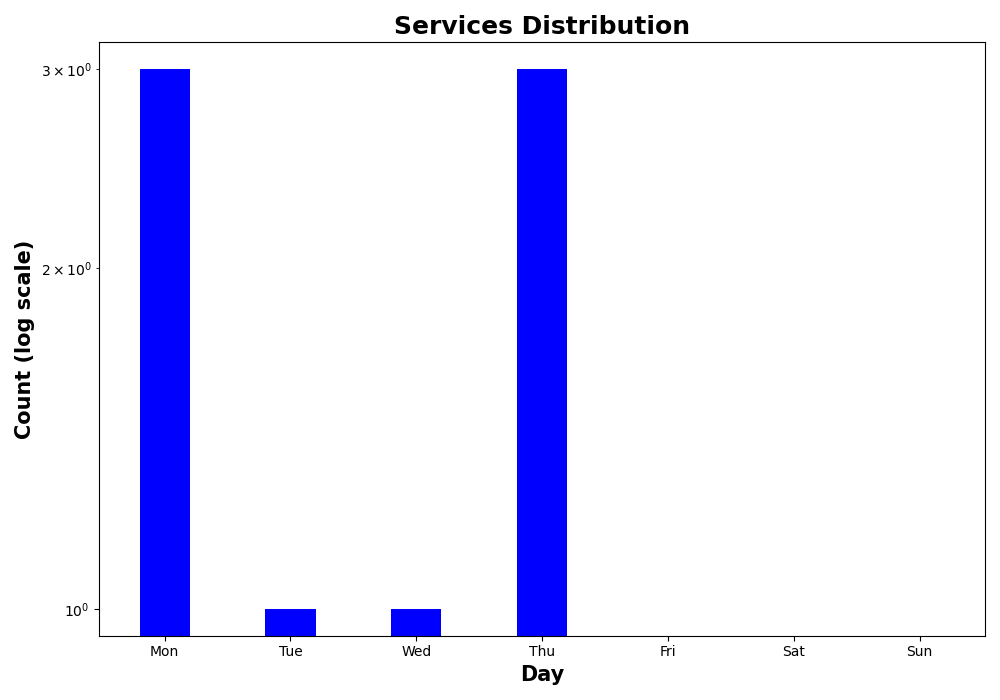 Services Distribution
3 × 10⁰
2 × 10⁰
10⁰
Count (log scale)
Mon Tue Wed Thu Fri Sat Sun
Day